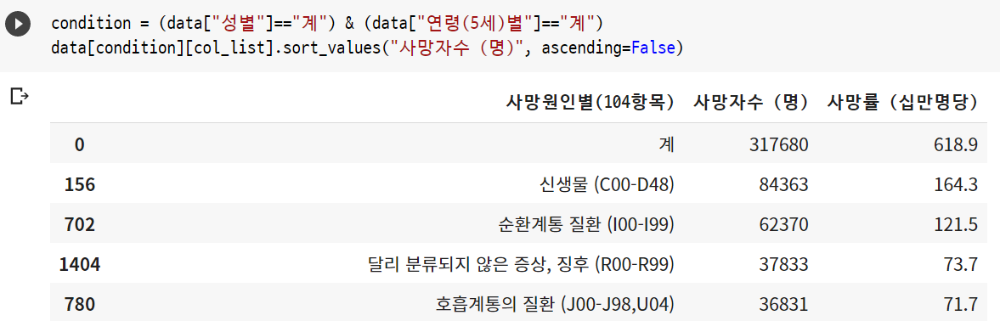 condition = (data["성별"]=="계") & (data["연령(5세)별"]=="계")
data[condition][col_list].sort_values("사망자수 (명)", ascending=False)
사망원인별(104항목) 사망자수 (명) 사망률 (십만명당)
0 계 317680 618.9
156 신생물 (C00-D48) 84363 164.3
702 순환계통 질환 (I00-I99) 62370 121.5
1404 달리 분류되지 않은 증상, 징후 (R00-R99) 37833 73.7
780 호흡계통의 질환 (J00-J98,U04) 36831 71.7